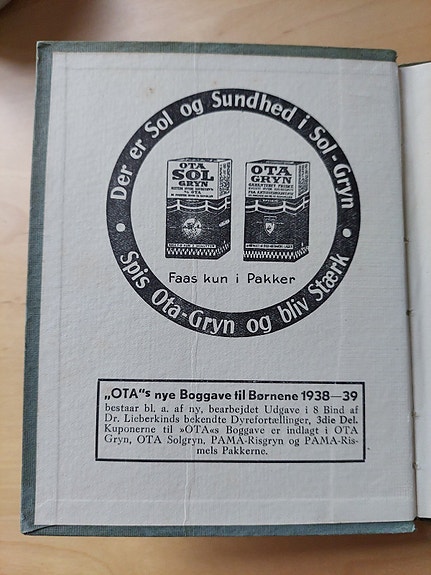 Der er Sol og Sundhed i Sol-Gryn
OTA
SOL
GRYN
OTA
GRYN
Faas kun i Pakker
Spis Ota-Gryn og bliv Stærk
„OTA“s nye Boggave til Børnene 1938—39
bestaar bl. a. af ny, bearbejdet Udgave i 8 Bind af
Dr. Lieberkinds bekendte Dyrefortællinger, 3die Del.
Kuponerne til »OTA«s Boggave er indlagt i OTA
Gryn, OTA Solgryn, PAMA-Risgryn og PAMA-Ris-
mels Pakkerne.